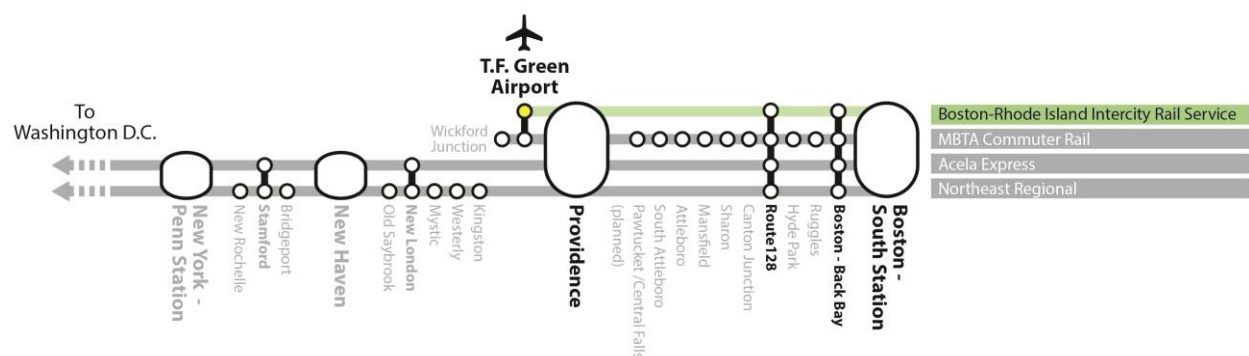 T.F. Green
Airport
To
Washington D.C.
Wickford
Junction
Boston-Rhode Island Intercity Rail Service
MBTA Commuter Rail
Acela Express
Northeast Regional
New York -
Penn Station
New Rochelle
Stamford
Bridgeport
New Haven
Old Saybrook
New London
Mystic
Westerly
Kingston
Providence
Pawtucket /Central Falls
(planned)
South Attleboro
Attleboro
Mansfield
Sharon
Canton Junction
Route128
Hyde Park
Ruggles
Boston - Back Bay
Boston -
South Station